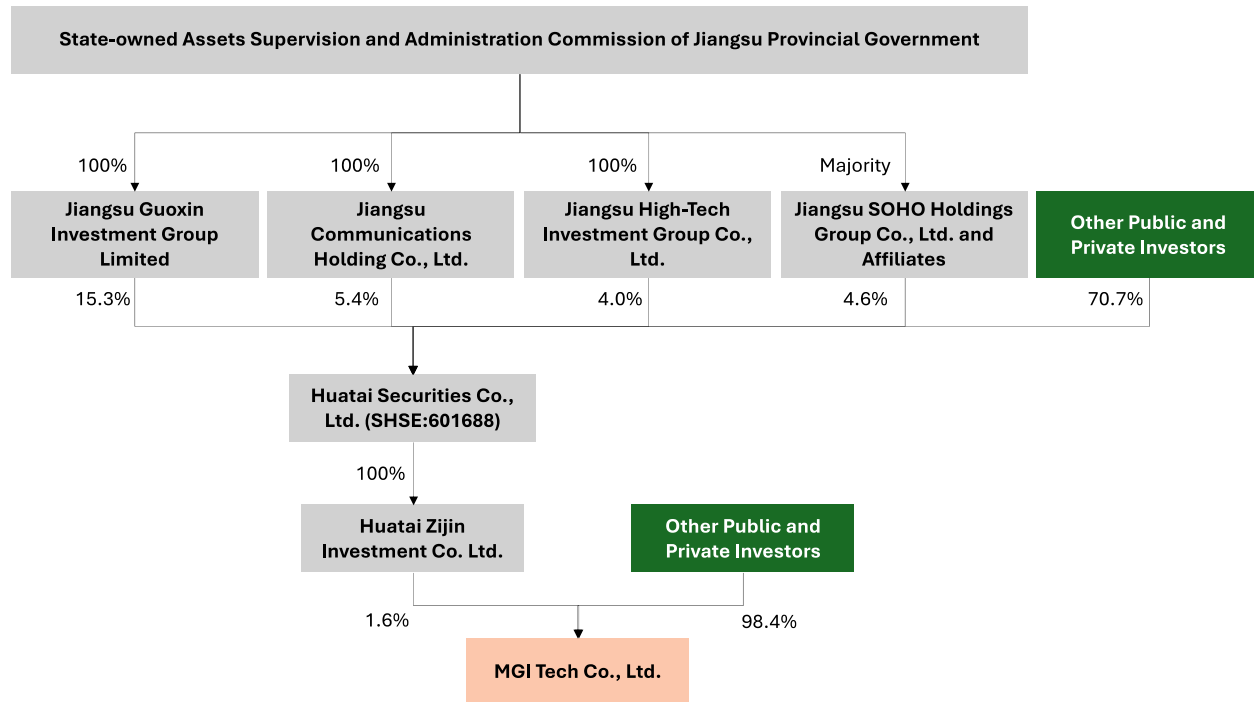 State-owned Assets Supervision and Administration Commission of Jiangsu Provincial Government
100%
100%
100%
Majority
Jiangsu Guoxin
Investment Group
Limited
Jiangsu
Communications
Holding Co., Ltd.
Jiangsu High-Tech
Investment Group Co.,
Ltd.
Jiangsu SOHO Holdings
Group Co., Ltd. and
Affiliates
Other Public and
Private Investors
15.3%
5.4%
4.0%
4.6%
70.7%
Huatai Securities Co.,
Ltd. (SHSE:601688)
100%
Huatai Zijin
Investment Co. Ltd.
Other Public and
Private Investors
1.6%
98.4%
MGI Tech Co., Ltd.